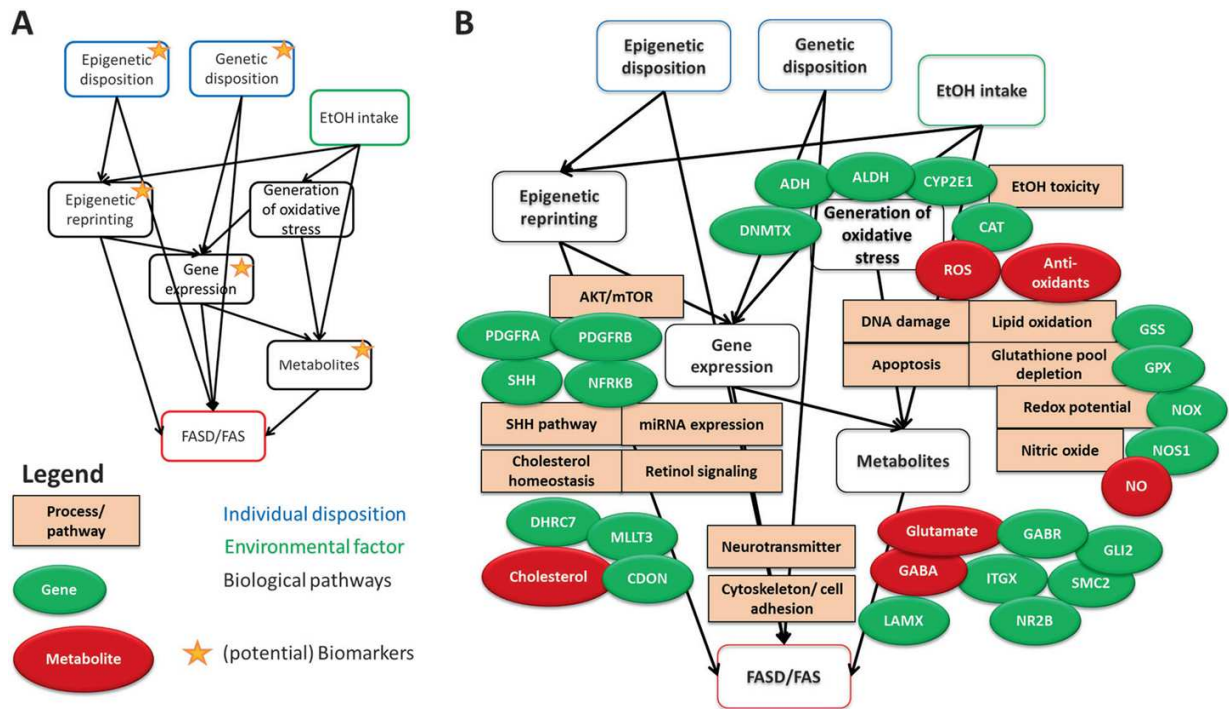 A
Epigenetic
disposition
Genetic
disposition
EtOH intake
Epigenetic
reprinting
Generation
of oxidative
stress
Gene
expression
Metabolites
FASD/FAS
Legend
Process/
pathway
Gene
Metabolite
Individual disposition
Environmental factor
Biological pathways
(potential) Biomarkers
B
Epigenetic
disposition
Genetic
disposition
EtOH intake
Epigenetic
reprinting
ADH
ALDH
CYP2E1
EtOH toxicity
DNMTX
Generation of
oxidative
stress
CAT
ROS
Anti-
oxidants
AKT/mTOR
PDGFRA
PDGFRB
SHH
NFRKB
Gene
expression
DNA damage
Lipid oxidation
GSS
Apoptosis
Glutathione pool
depletion
GPX
Redox potential
NOX
Nitric oxide
NOS1
NO
SHH pathway
miRNA expression
Cholesterol
homeostasis
Retinol signaling
Metabolites
DHRC7
MLLT3
Cholesterol
CDON
Neurotransmitter
Cytoskeleton/ cell
adhesion
Glutamate
GABR
GLI2
GABA
ITGX
SMC2
LAMX
NR2B
FASD/FAS